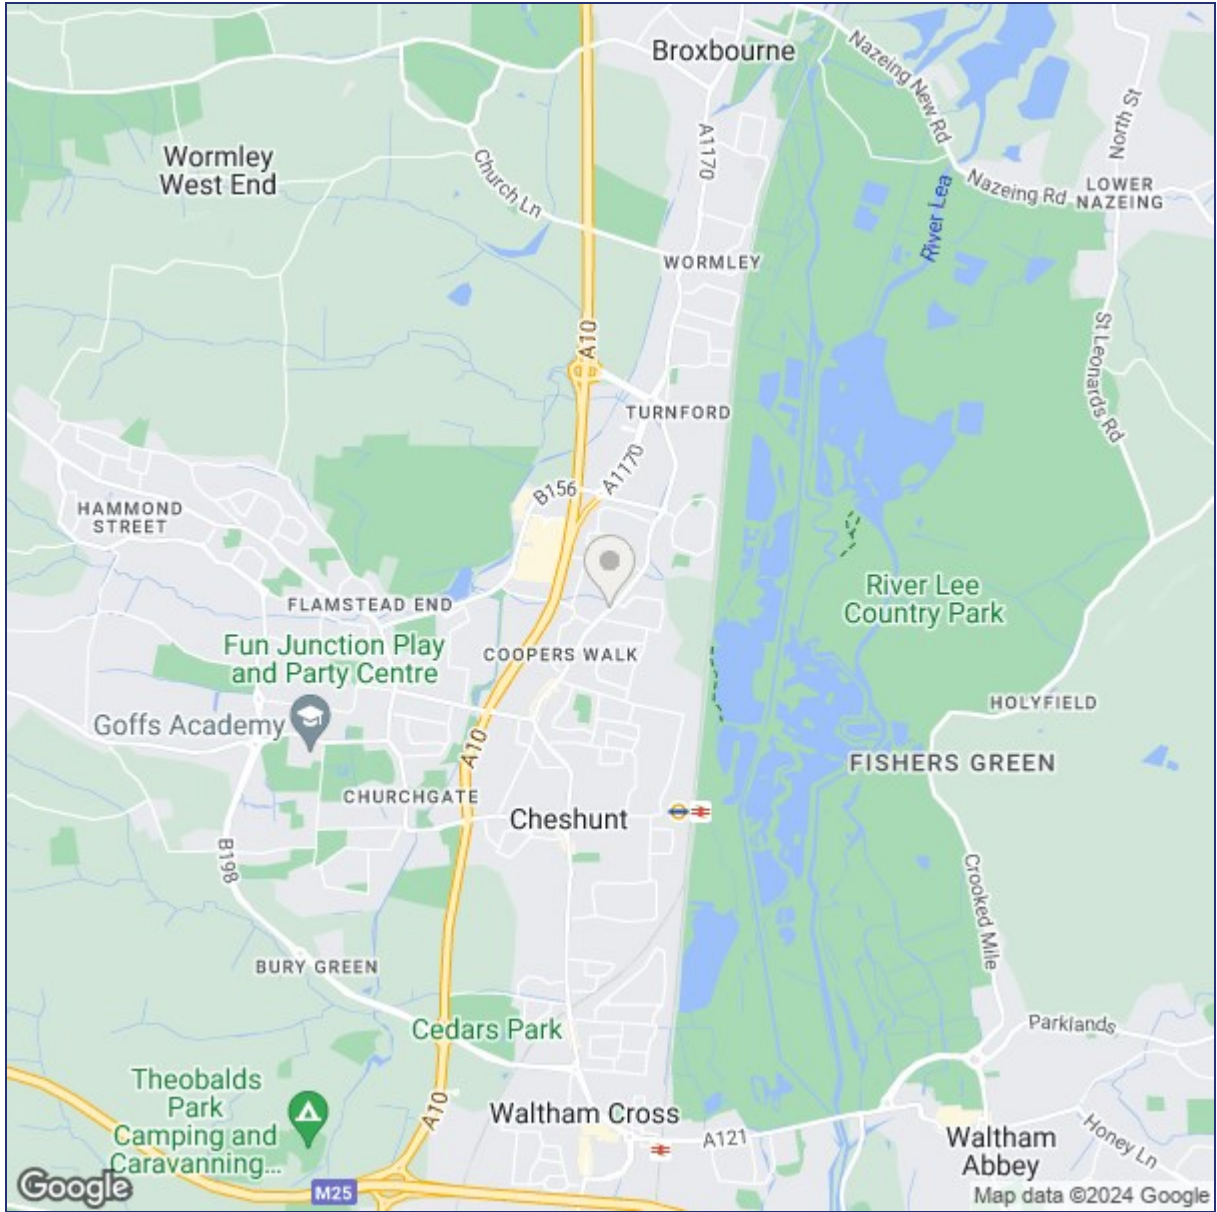 Broxbourne
Nazeing New Rd
North St
A1170
Wormley
West End
Church Ln
Nazeing Rd
LOWER
NAZEING
River Lea
WORMLEY
A10
St Leonards Rd
TURNFORD
A1170
B156
HAMMOND
STREET
River Lee
Country Park
FLAMSTEAD END
Fun Junction Play
and Party Centre
COOPERS WALK
HOLYFIELD
Goffs Academy
A10
FISHERS GREEN
CHURCHGATE
Cheshunt
B198
Crooked Mile
BURY GREEN
Cedars Park
Parklands
Theobalds
Park
Camping and
Caravanning...
A10
Waltham Cross
A121
Waltham
Abbey
Honey Ln
M25
Google
Map data ©2024 Google